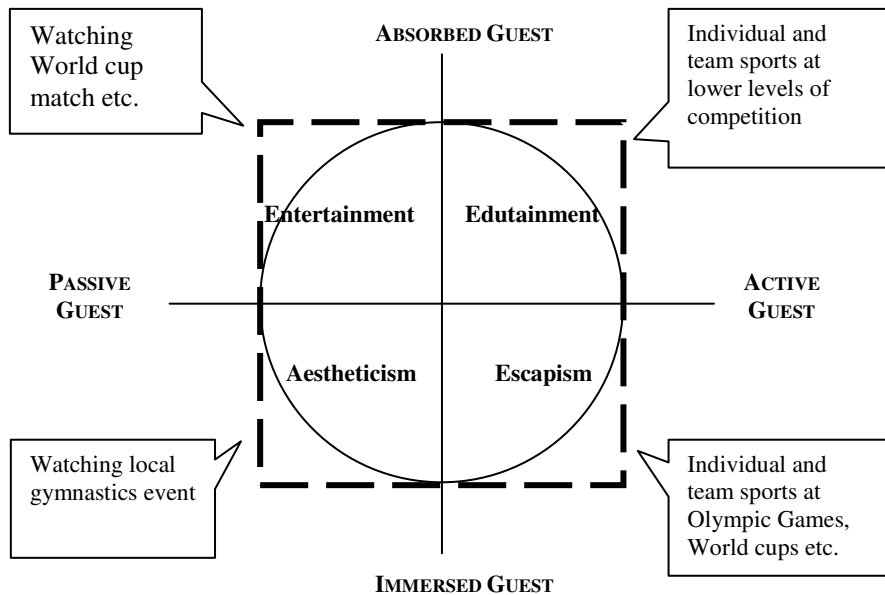 Watching
World cup
match etc.
ABSORBED GUEST
Individual and
team sports at
lower levels of
competition
Entertainment
Edutainment
PASSIVE
GUEST
ACTIVE
GUEST
Aestheticism
Escapism
Watching local
gymnastics event
Individual and
team sports at
Olympic Games,
World cups etc.
IMMERSED GUEST